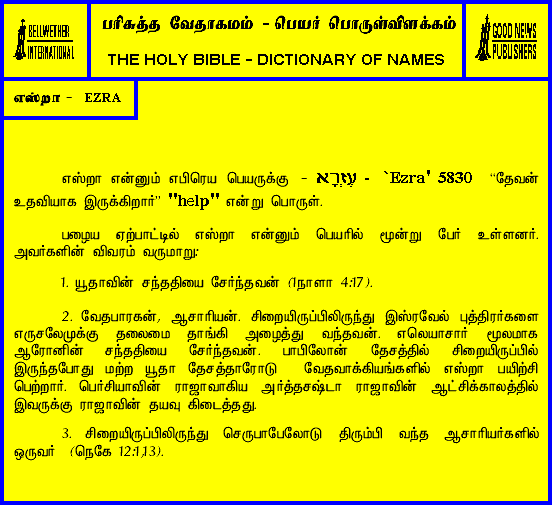 BELLWETHER
INTERNATIONAL
பரிசுத்த வேதாகமம் - பெயர் பொருள்விளக்கம்
THE HOLY BIBLE - DICTIONARY OF NAMES
GOOD NEWS
PUBLISHERS
எஸ்றா - EZRA
எஸ்றா என்னும் எபிரெய பெயருக்கு - עֶזְרָא - `Ezra' 5830 “தேவன்
உதவியாக இருக்கிறார்” "help" என்று பொருள்.
பழைய ஏற்பாட்டில் எஸ்றா என்னும் பெயரில் மூன்று பேர் உள்ளனர்.
அவர்களின் விவரம் வருமாறு:
1. யூதாவின் சந்ததியை சேர்ந்தவன் (1நாளா 4:17).
2. வேதபாரகன், ஆசாரியன். சிறையிருப்பிலிருந்து இஸ்ரவேல் புத்திரர்களை
எருசலேமுக்கு தலைமை தாங்கி அழைத்து வந்தவன். எலெயாசார் மூலமாக
ஆரோனின் சந்ததியை சேர்ந்தவன். பாபிலோன் தேசத்தில் சிறையிருப்பில்
இருந்தபோது மற்ற யூதா தேசத்தாரோடு வேதவாக்கியங்களில் எஸ்றா பயிற்சி
பெற்றார். பெர்சியாவின் ராஜாவாகிய அர்த்தசஷ்டா ராஜாவின் ஆட்சிக்காலத்தில்
இவருக்கு ராஜாவின் தயவு கிடைத்தது.
3. சிறையிருப்பிலிருந்து செருபாபேலோடு திரும்பி வந்த ஆசாரியர்களில்
ஒருவர் (நெகே 12:1,13).